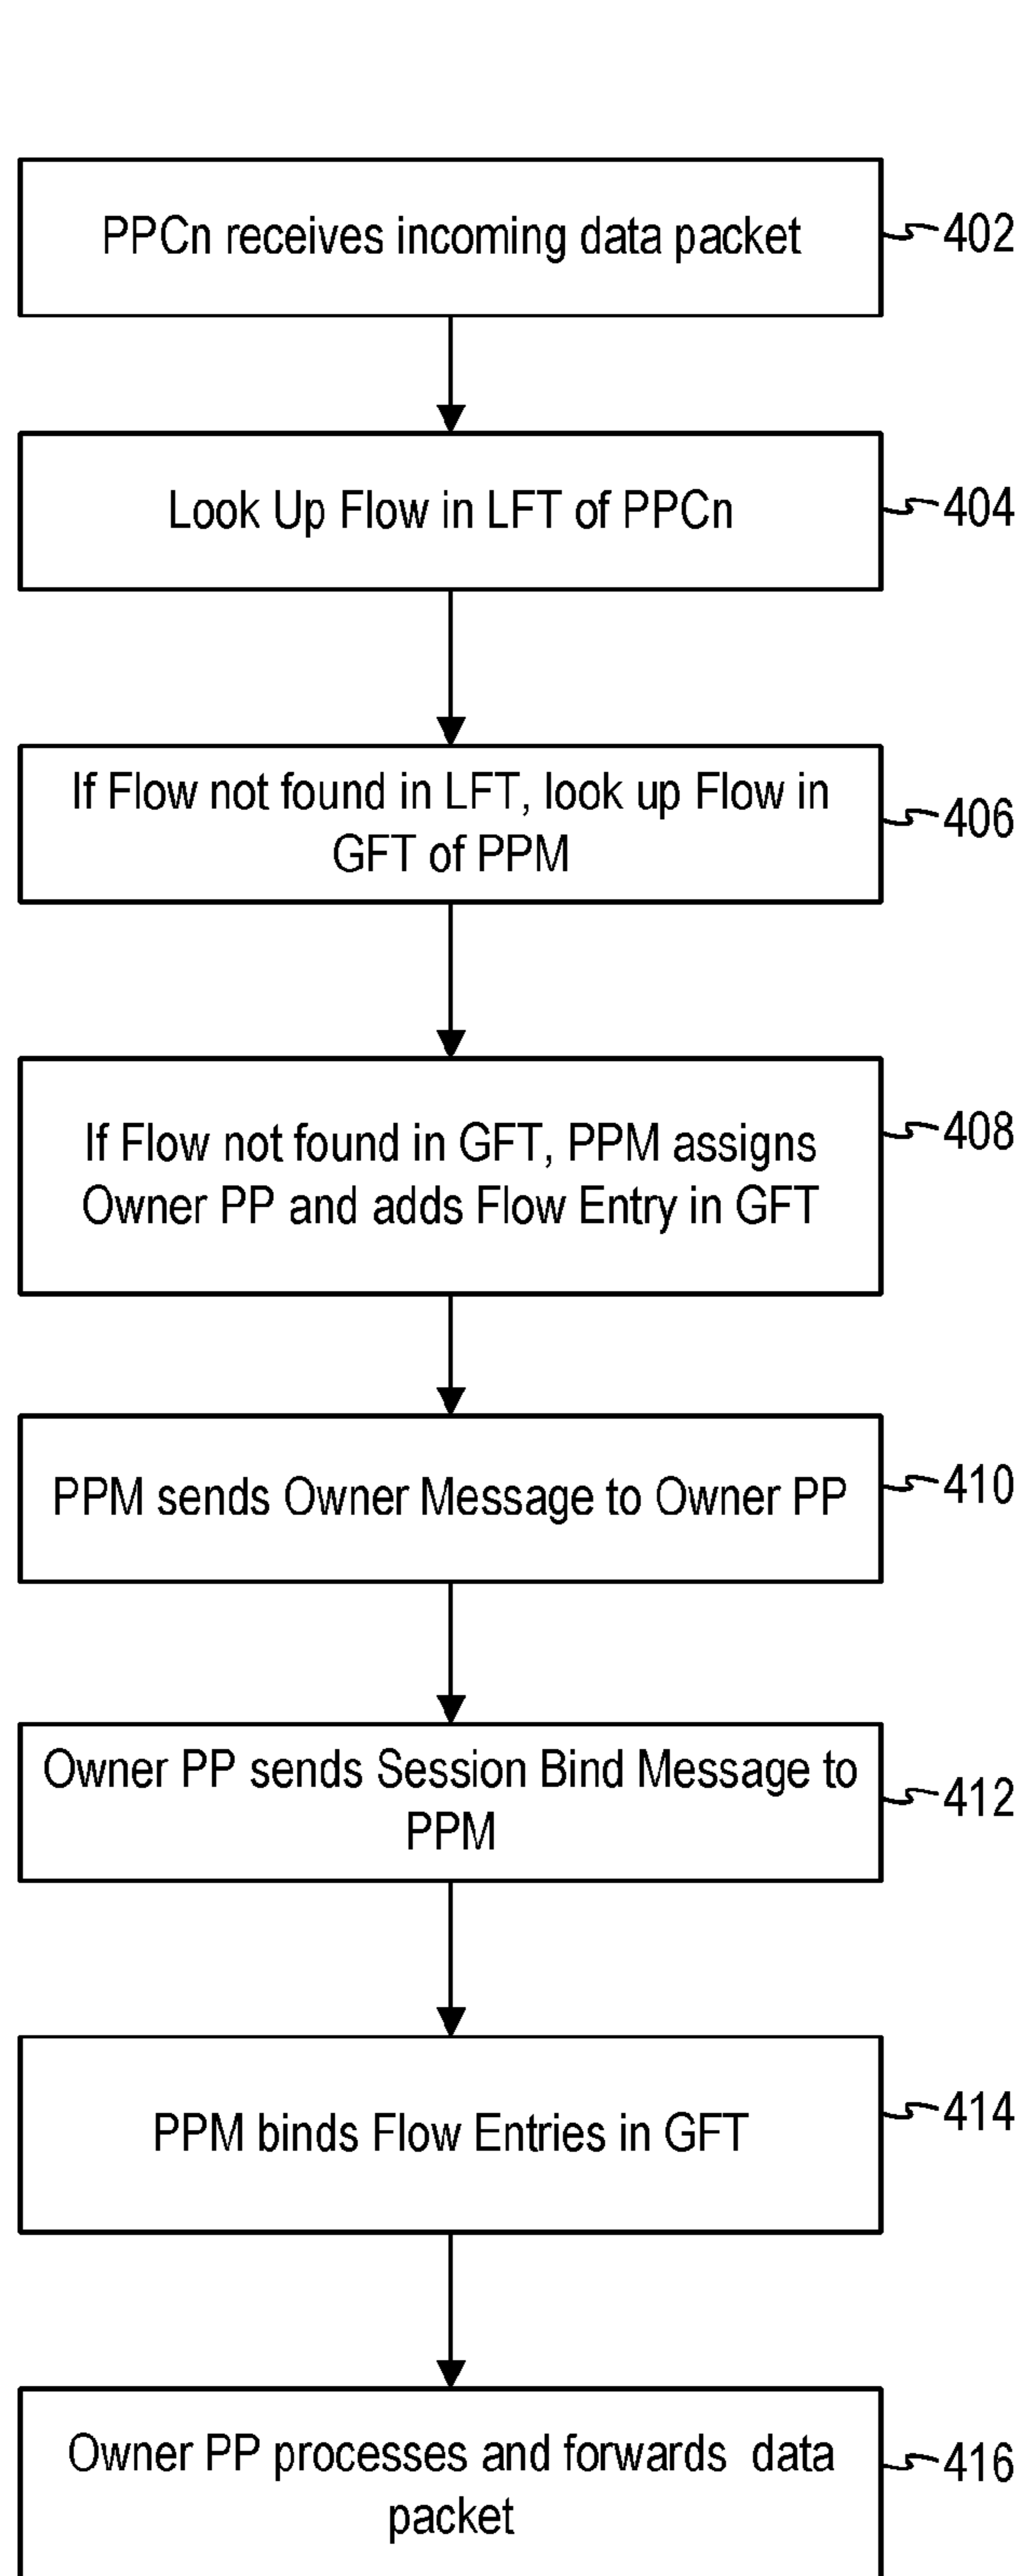 PPCn receives incoming data packet
402
Look Up Flow in LFT of PPCn
404
If Flow not found in LFT, look up Flow in
GFT of PPM
406
If Flow not found in GFT, PPM assigns
Owner PP and adds Flow Entry in GFT
408
PPM sends Owner Message to Owner PP
410
Owner PP sends Session Bind Message to
PPM
412
PPM binds Flow Entries in GFT
414
Owner PP processes and forwards data
packet
416